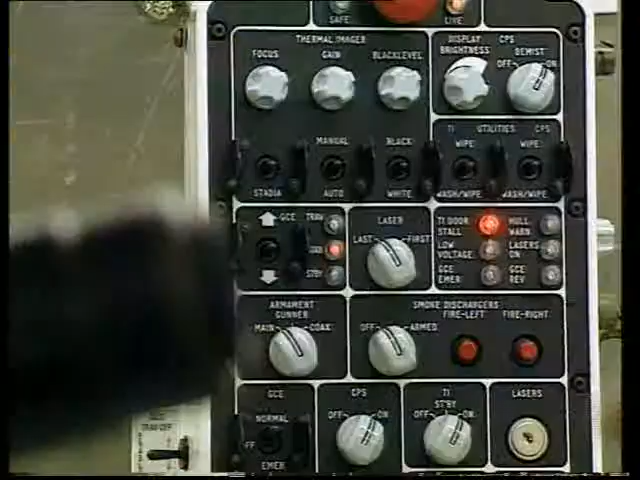 SAFE
LIVE
THERMAL IMAGER
FOCUS
GAIN
BLACKLEVEL
DISPLAY
BRIGHTNESS
CPS
DEMIST
OFF
ON
MANUAL
BLACK
STADIA
AUTO
WHITE
TI UTILITIES CPS
WIPE
WIPE
WASH/WIPE
WASH/WIPE
GCE
TRAV
STBY
LASER
LAST
FIRST
TI DOOR
STALL
HULL
WARN
LOW
VOLTAGE
LASERS
ON
GCE
EMER
GCE
REV
ARMAMENT
GUNNER
MAIN
COAX
SMOKE DISCHARGERS
FIRE-LEFT
FIRE-RIGHT
OFF
ARMED
GCE
NORMAL
EMER
CPS
OFF
ON
TI
ST'BY
OFF
ON
LASERS